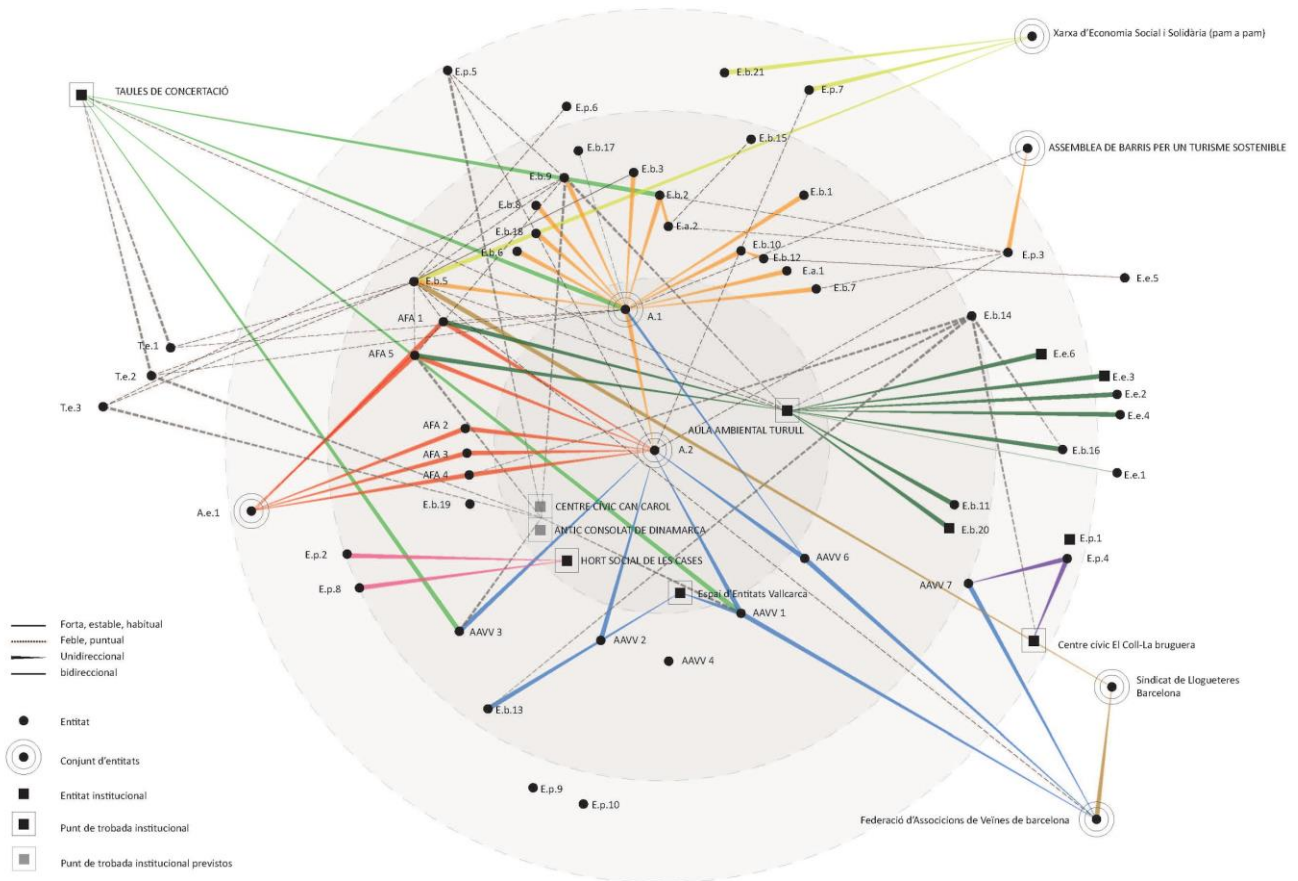 Xarxa d'Economia Social i Solidària (pam a pam)
E.p.5
E.b.21
TAULES DE CONCERTACIÓ
E.p.7
E.p.6
E.b.15
E.b.17
ASSEMBLEA DE BARRIS PER UN TURISME SOSTENIBLE
E.b.3
E.b.9
E.b.2
E.b.1
E.b.8
E.a.2
E.b.18
E.b.10
E.b.6
E.b.12
E.p.3
E.a.1
E.e.5
E.b.5
E.b.7
A.1
E.b.14
AFA 1
T.e.1
AFA 5
E.e.6
T.e.2
E.e.3
E.e.2
T.e.3
E.e.4
AFA 2
AULA AMBIENTAL TURULL
A.2
E.b.16
AFA 3
AFA 4
E.e.1
E.b.19
A.e.1
CENTRE CÍVIC CAN CAROL
E.b.11
ANTIC CONSOLAT DE DINAMARCA
E.b.20
E.p.1
E.p.2
HORT SOCIAL DE LES CASES
AAVV 6
E.p.4
E.p.8
AAVV 7
Espai d'Entitats Vallcarca
AAVV 1
Forta, estable, habitual
AAVV 3
AAVV 2
Feble, puntual
Centre cívic El Coll-La bruguera
Unidireccional
AAVV 4
bidireccional
Sindicat de Llogueteres
Barcelona
E.b.13
Entitat
Conjunt d'entitats
E.p.9
Entitat institucional
E.p.10
Federació d'Associcions de Veïnes de barcelona
Punt de trobada institucional
Punt de trobada institucional previstos